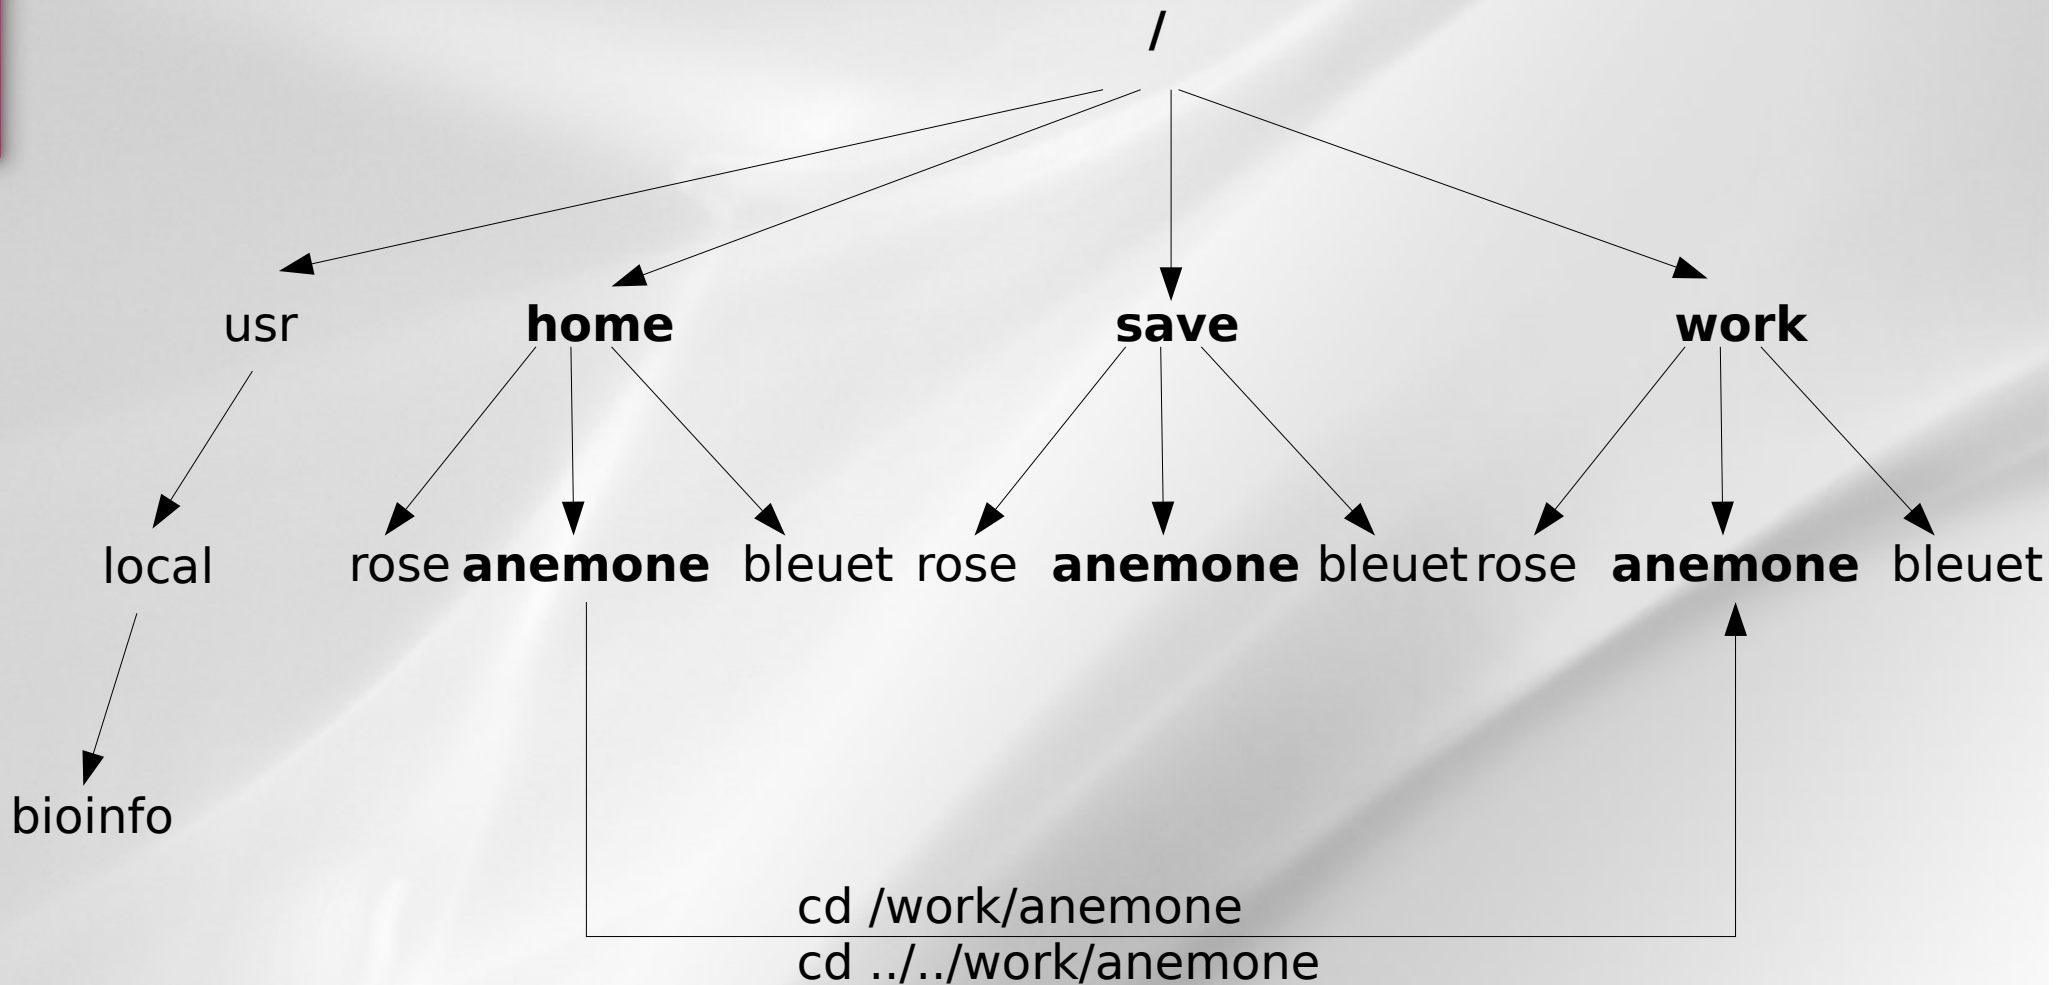 /
usr home save work
local rose anemone bleuet rose anemone bleuet rose anemone bleuet
bioinfo
cd /work/anemone
cd ../../work/anemone